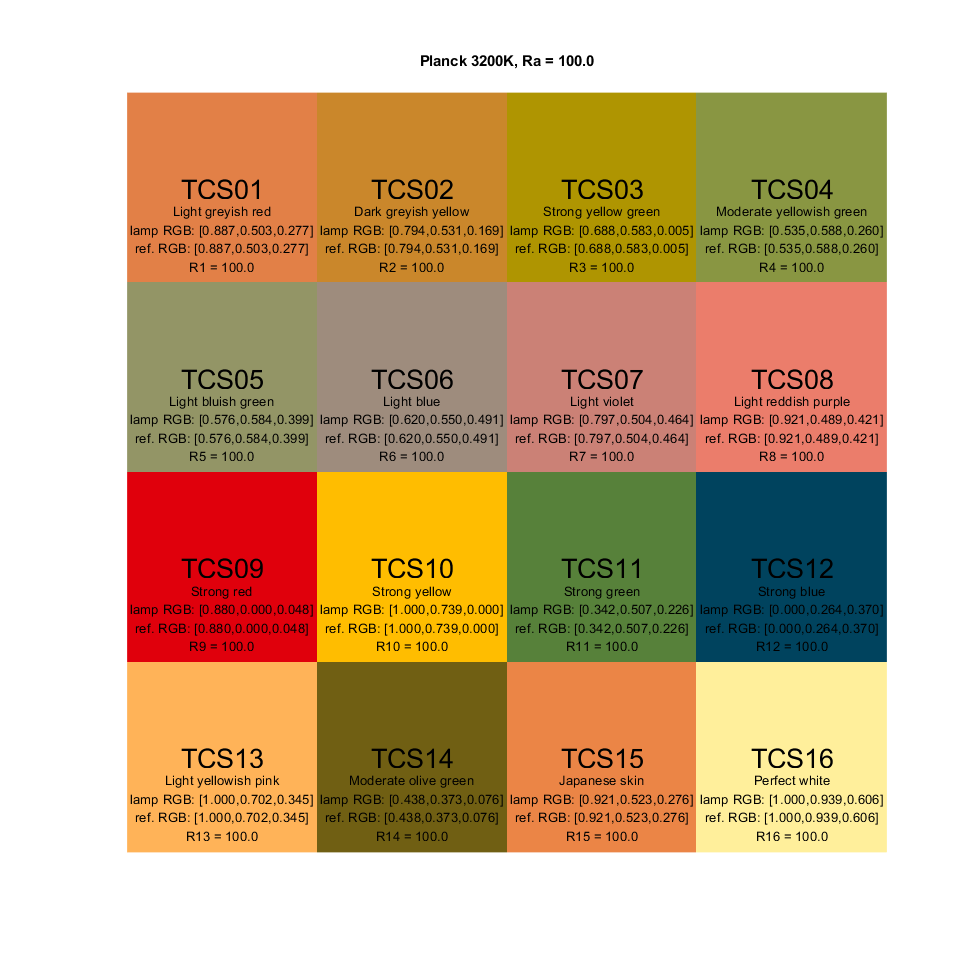 Planck 3200K, Ra = 100.0
TCS01
Light greyish red
lamp RGB: [0.887,0.503,0.277]
ref. RGB: [0.887,0.503,0.277]
R1 = 100.0
TCS02
Dark greyish yellow
lamp RGB: [0.794,0.531,0.169]
ref. RGB: [0.794,0.531,0.169]
R2 = 100.0
TCS03
Strong yellow green
lamp RGB: [0.688,0.583,0.005]
ref. RGB: [0.688,0.583,0.005]
R3 = 100.0
TCS04
Moderate yellowish green
lamp RGB: [0.535,0.588,0.260]
ref. RGB: [0.535,0.588,0.260]
R4 = 100.0
TCS05
Light bluish green
lamp RGB: [0.576,0.584,0.399]
ref. RGB: [0.576,0.584,0.399]
R5 = 100.0
TCS06
Light blue
lamp RGB: [0.620,0.550,0.491]
ref. RGB: [0.620,0.550,0.491]
R6 = 100.0
TCS07
Light violet
lamp RGB: [0.797,0.504,0.464]
ref. RGB: [0.797,0.504,0.464]
R7 = 100.0
TCS08
Light reddish purple
lamp RGB: [0.921,0.489,0.421]
ref. RGB: [0.921,0.489,0.421]
R8 = 100.0
TCS09
Strong red
lamp RGB: [0.880,0.000,0.048]
ref. RGB: [0.880,0.000,0.048]
R9 = 100.0
TCS10
Strong yellow
lamp RGB: [1.000,0.739,0.000]
ref. RGB: [1.000,0.739,0.000]
R10 = 100.0
TCS11
Strong green
lamp RGB: [0.342,0.507,0.226]
ref. RGB: [0.342,0.507,0.226]
R11 = 100.0
TCS12
Strong blue
lamp RGB: [0.000,0.264,0.370]
ref. RGB: [0.000,0.264,0.370]
R12 = 100.0
TCS13
Light yellowish pink
lamp RGB: [1.000,0.702,0.345]
ref. RGB: [1.000,0.702,0.345]
R13 = 100.0
TCS14
Moderate olive green
lamp RGB: [0.438,0.373,0.076]
ref. RGB: [0.438,0.373,0.076]
R14 = 100.0
TCS15
Japanese skin
lamp RGB: [0.921,0.523,0.276]
ref. RGB: [0.921,0.523,0.276]
R15 = 100.0
TCS16
Perfect white
lamp RGB: [1.000,0.939,0.606]
ref. RGB: [1.000,0.939,0.606]
R16 = 100.0